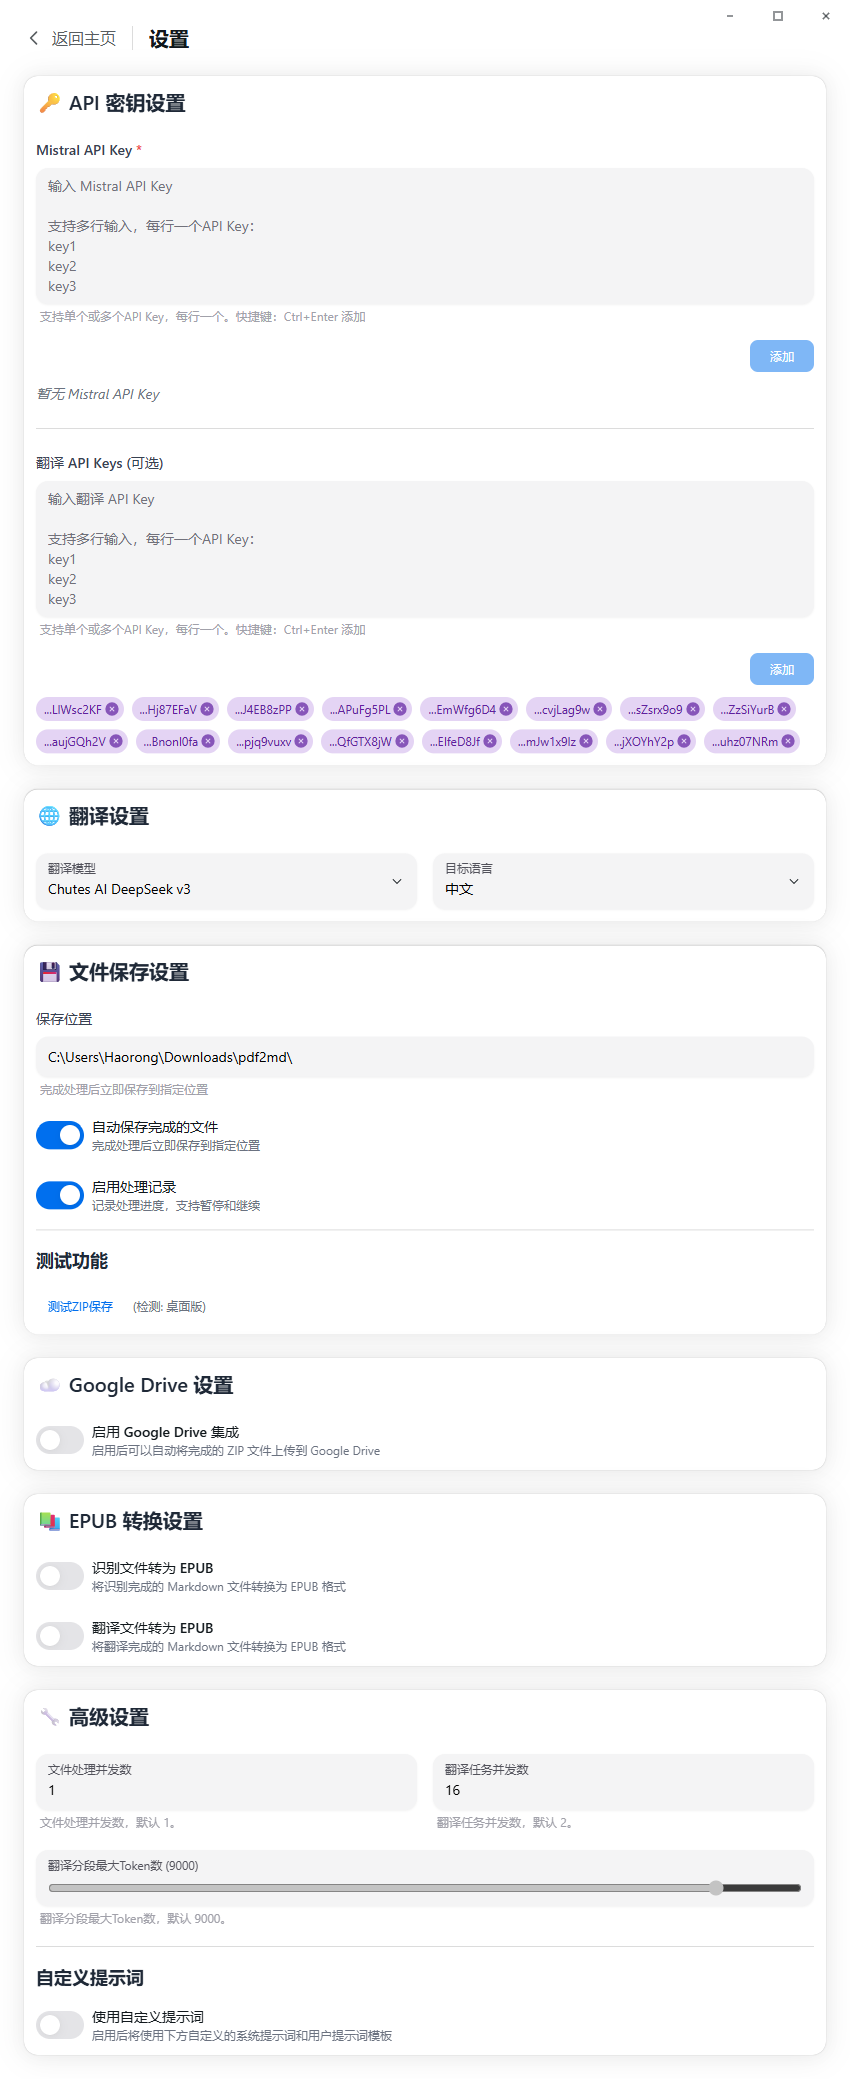 返回主页 设置
API 密钥设置
Mistral API Key *
输入 Mistral API Key
支持多行输入，每行一个API Key：
key1
key2
key3
支持单个或多个API Key，每行一个。快捷键：Ctrl+Enter 添加
添加
暂无 Mistral API Key
翻译 API Keys (可选)
输入翻译 API Key
支持多行输入，每行一个API Key：
key1
key2
key3
支持单个或多个API Key，每行一个。快捷键：Ctrl+Enter 添加
添加
...LlWsc2KF ...Hj87EFaV ...J4EB8zPP ...APuFg5PL ...EmWfg6D4 ...cvjLag9w ...sZsrx9o9 ...ZzSiYurB
...aujGQh2V ...Bnonl0fa ...pjq9vuxv ...QfGTX8jW ...ElfeD8Jf ...mJw1x9lz ...jXOYhY2p ...uhz07NRm
翻译设置
翻译模型
Chutes AI DeepSeek v3
目标语言
中文
文件保存设置
保存位置
C:\Users\Haorong\Downloads\pdf2md\
完成处理后立即保存到指定位置
自动保存完成的文件
完成处理后立即保存到指定位置
启用处理记录
记录处理进度，支持暂停和继续
测试功能
测试ZIP保存 (检测: 桌面版)
Google Drive 设置
启用 Google Drive 集成
启用后可以自动将完成的 ZIP 文件上传到 Google Drive
EPUB 转换设置
识别文件转为 EPUB
将识别完成的 Markdown 文件转换为 EPUB 格式
翻译文件转为 EPUB
将翻译完成的 Markdown 文件转换为 EPUB 格式
高级设置
文件处理并发数
1
文件处理并发数，默认 1。
翻译任务并发数
16
翻译任务并发数，默认 2。
翻译分段最大Token数 (9000)
翻译分段最大Token数，默认 9000。
自定义提示词
使用自定义提示词
启用后将使用下方自定义的系统提示词和用户提示词模板